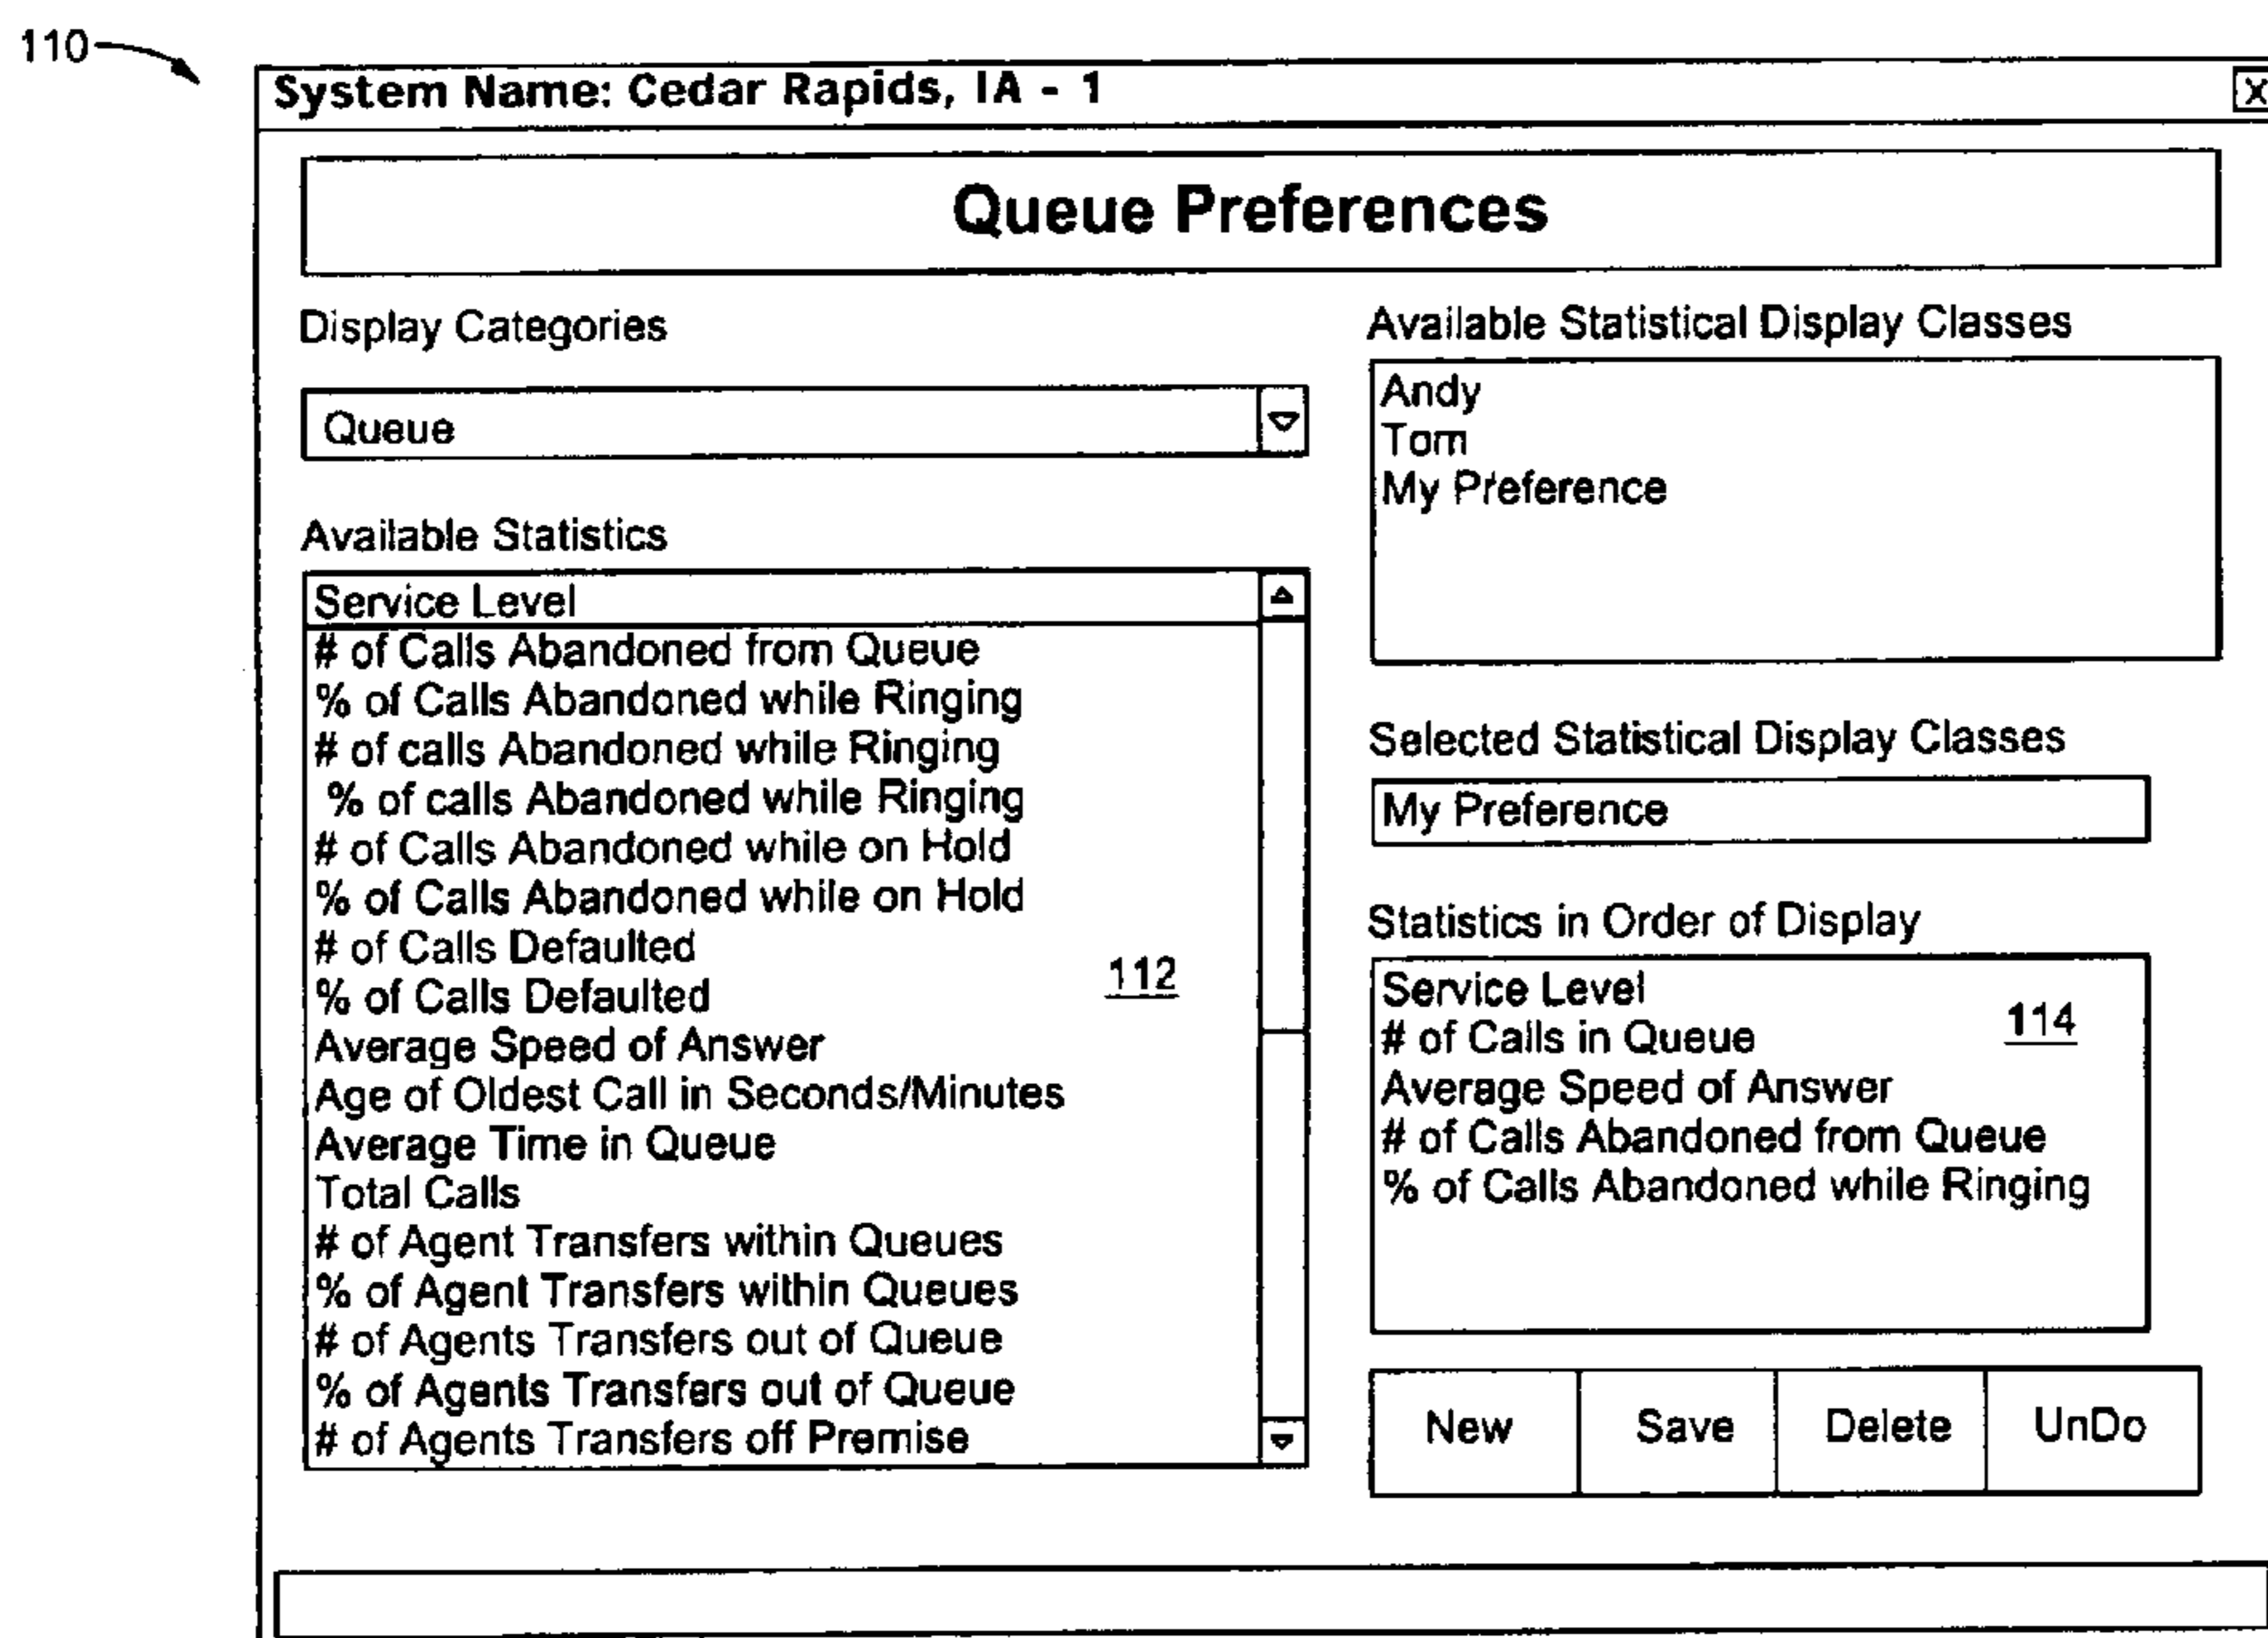 110
System Name: Cedar Rapids, IA - 1
X
Queue Preferences
Display Categories
Queue
Available Statistics
Service Level
# of Calls Abandoned from Queue
% of Calls Abandoned while Ringing
# of calls Abandoned while Ringing
% of calls Abandoned while Ringing
# of Calls Abandoned while on Hold
% of Calls Abandoned while on Hold
# of Calls Defaulted
% of Calls Defaulted
112
Average Speed of Answer
Age of Oldest Call in Seconds/Minutes
Average Time in Queue
Total Calls
# of Agent Transfers within Queues
% of Agent Transfers within Queues
# of Agents Transfers out of Queue
% of Agents Transfers out of Queue
# of Agents Transfers off Premise
Available Statistical Display Classes
Andy
Tom
My Preference
Selected Statistical Display Classes
My Preference
Statistics in Order of Display
Service Level
# of Calls in Queue
114
Average Speed of Answer
# of Calls Abandoned from Queue
% of Calls Abandoned while Ringing
New Save Delete UnDo